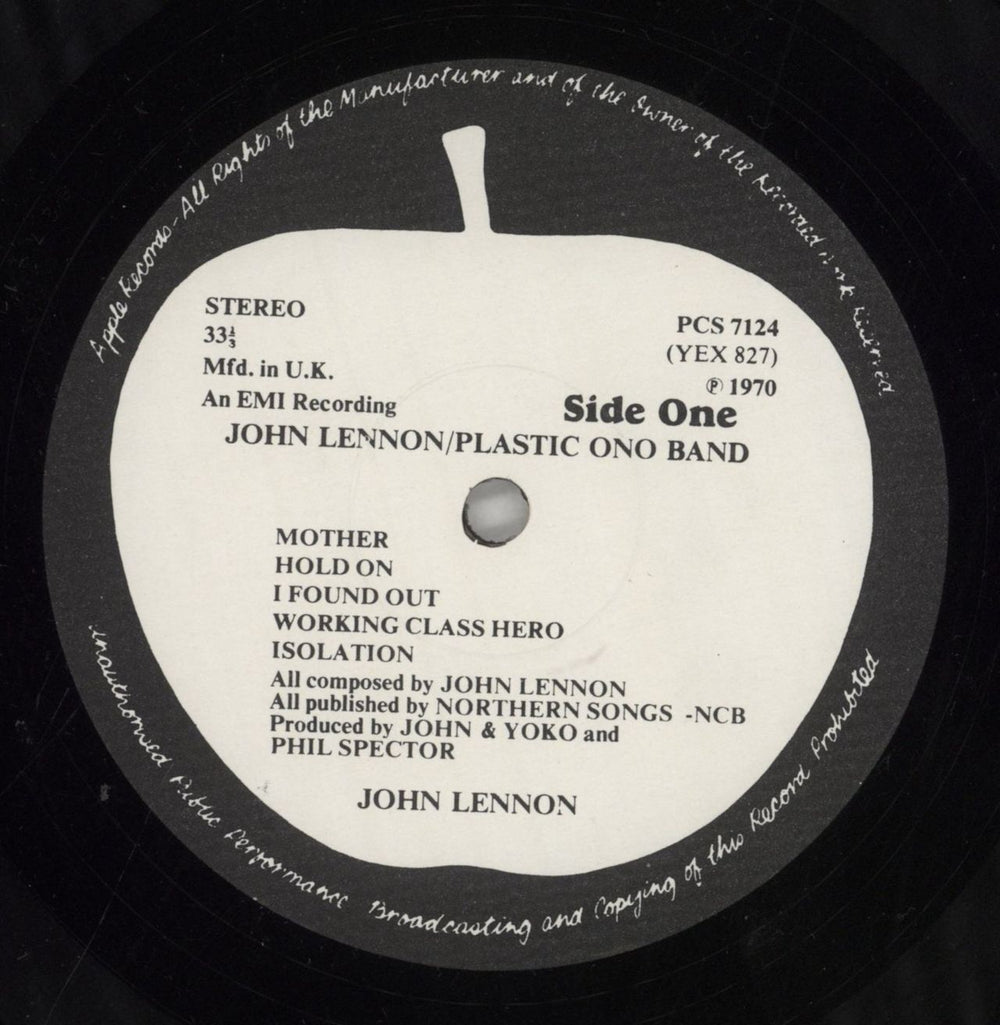 Apple Records - All Rights of the Manufacturer and of the Owner of the Recorded Work Reserved
STEREO
33⅓
Mfd. in U.K.
An EMI Recording
PCS 7124
(YEX 827)
℗ 1970
Side One
JOHN LENNON/PLASTIC ONO BAND
MOTHER
HOLD ON
I FOUND OUT
WORKING CLASS HERO
ISOLATION
All composed by JOHN LENNON
All published by NORTHERN SONGS -NCB
Produced by JOHN & YOKO and
PHIL SPECTOR
JOHN LENNON
Unauthorised Public Performance Broadcasting and Copying of this Record Prohibited